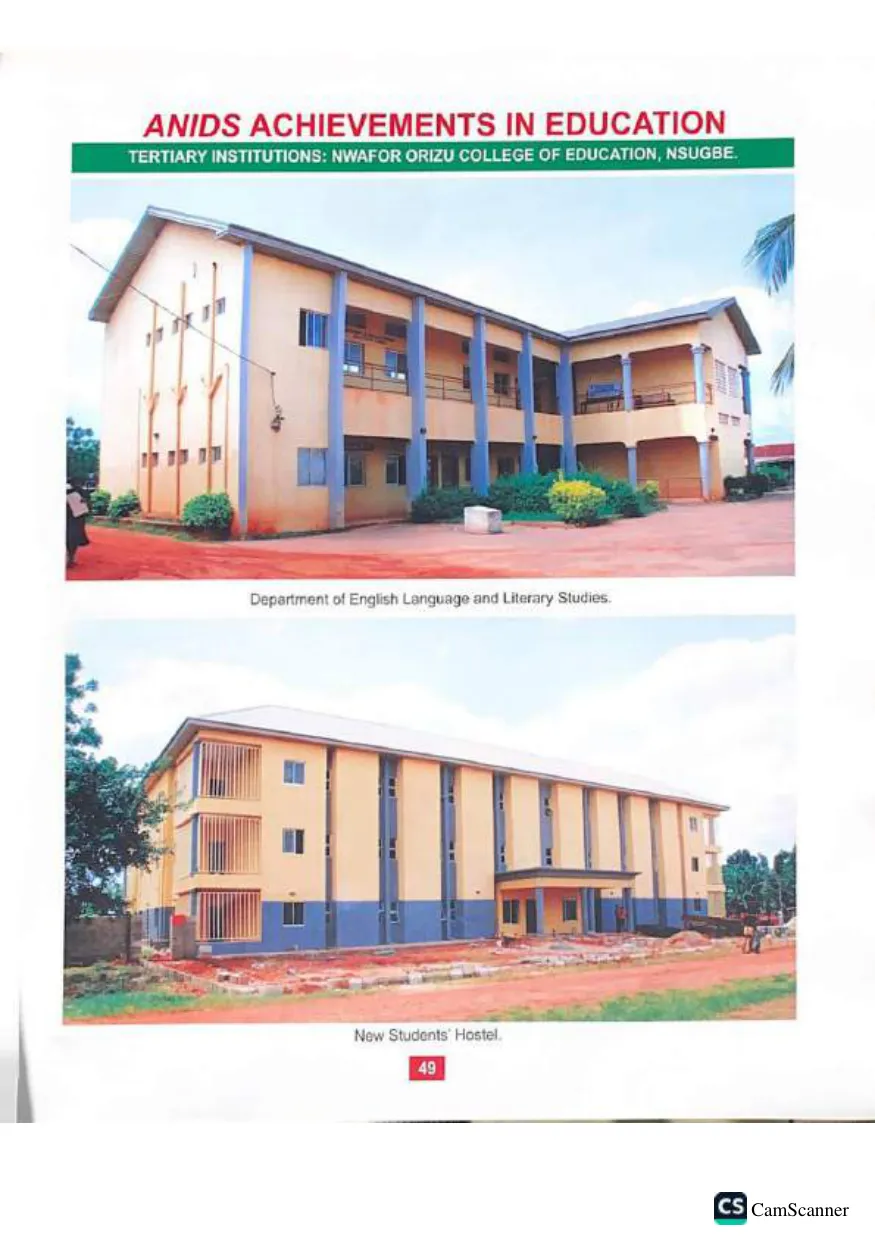 ANIDS ACHIEVEMENTS IN EDUCATION
TERTIARY INSTITUTIONS: NWAFOR ORIZU COLLEGE OF EDUCATION, NSUGBE.
Department of English Language and Literary Studies.
New Students' Hostel.
49
CS CamScanner